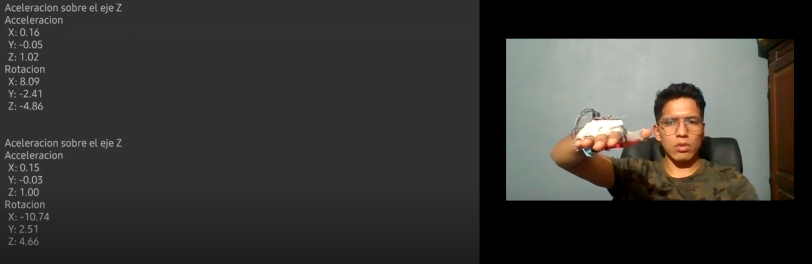 Aceleracion sobre el eje Z
Acceleracion
X: 0.16
Y: -0.05
Z: 1.02
Rotacion
X: 8.09
Y: -2.41
Z: -4.86
Aceleracion sobre el eje Z
Acceleracion
X: 0.15
Y: -0.03
Z: 1.00
Rotacion
X: -10.74
Y: 2.51
Z: 4.66